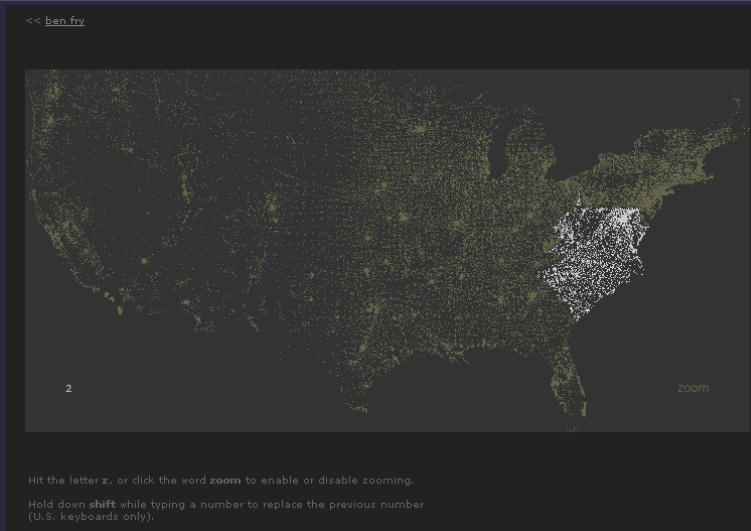 << ben fry
2
zoom
Hit the letter z, or click the word zoom to enable or disable zooming.
Hold down shift while typing a number to replace the previous number
(U.S. keyboards only).